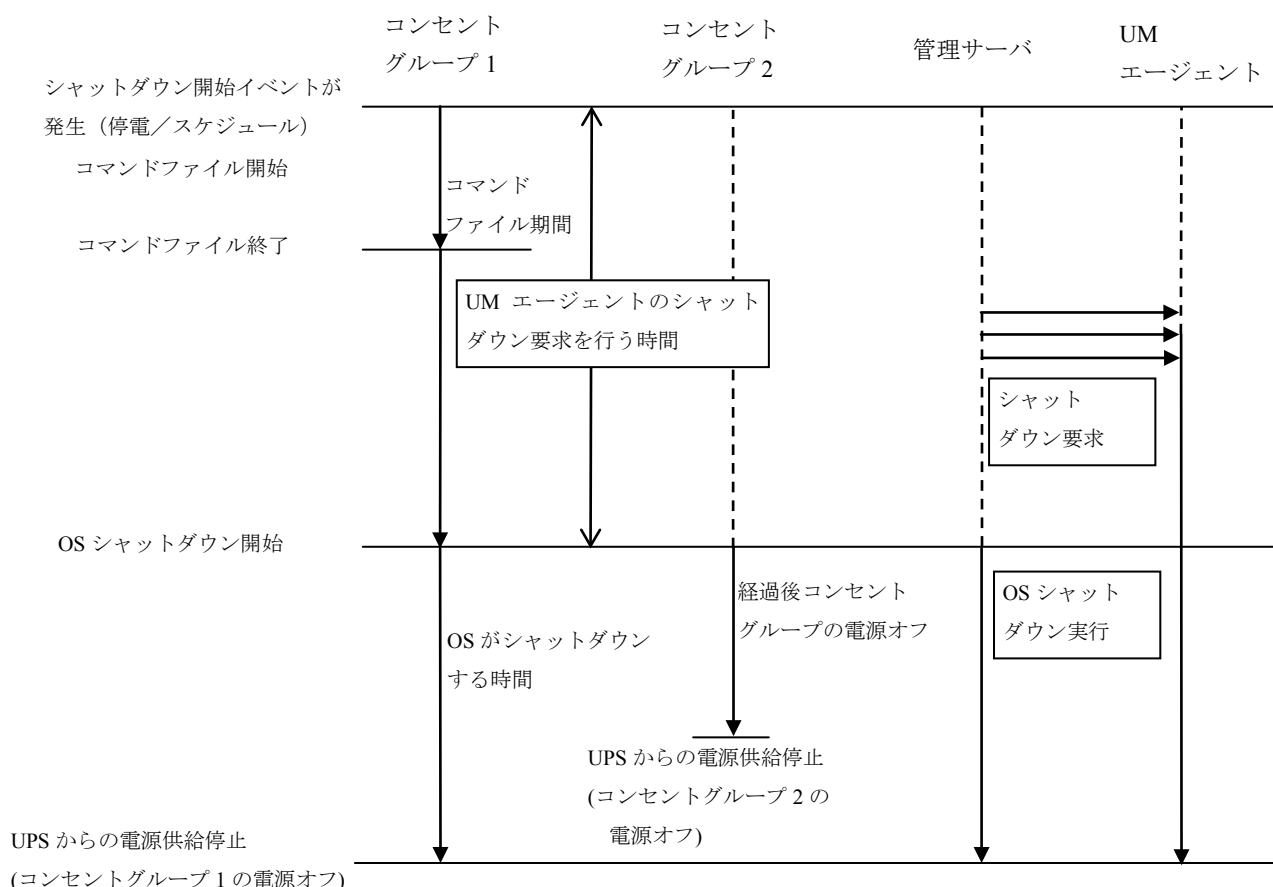 コンセント
グループ 1
コンセント
グループ 2
管理サーバ
UM
エージェント
シャットダウン開始イベントが
発生（停電／スケジュール）
コマンドファイル開始
コマンド
ファイル期間
コマンドファイル終了
UM エージェントのシャット
ダウン要求を行う時間
シャット
ダウン要求
OS シャットダウン開始
経過後コンセント
グループの電源オフ
OS シャット
ダウン実行
OS がシャットダウン
する時間
UPS からの電源供給停止
(コンセントグループ 2 の
電源オフ)
UPS からの電源供給停止
(コンセントグループ 1 の電源オフ)